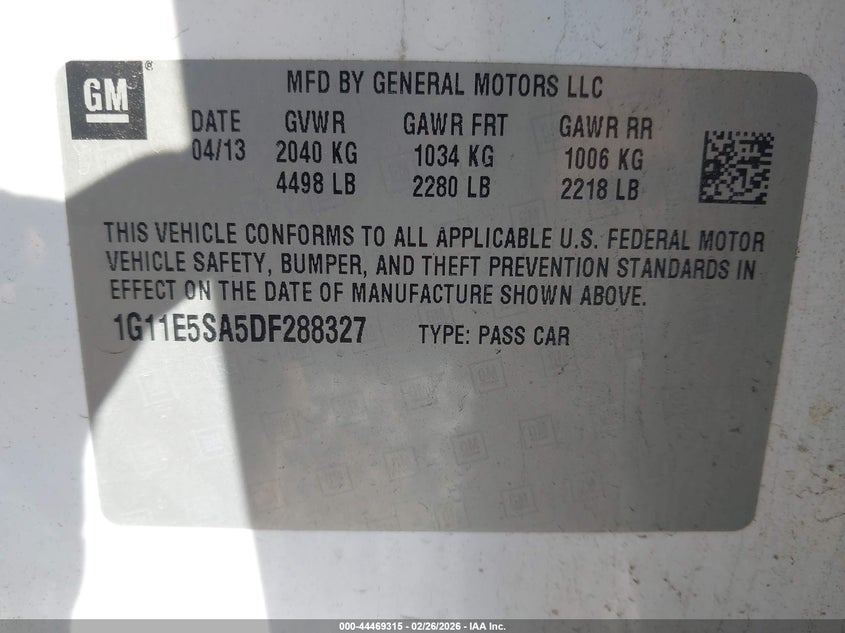 GM ®
MFD BY GENERAL MOTORS LLC
DATE GVWR GAWR FRT GAWR RR
04/13 2040 KG 1034 KG 1006 KG
4498 LB 2280 LB 2218 LB
THIS VEHICLE CONFORMS TO ALL APPLICABLE U.S. FEDERAL MOTOR
VEHICLE SAFETY, BUMPER, AND THEFT PREVENTION STANDARDS IN
EFFECT ON THE DATE OF MANUFACTURE SHOWN ABOVE.
1G11E5SA5DF288327 TYPE: PASS CAR
000-44469315 - 02/26/2026 - IAA Inc.